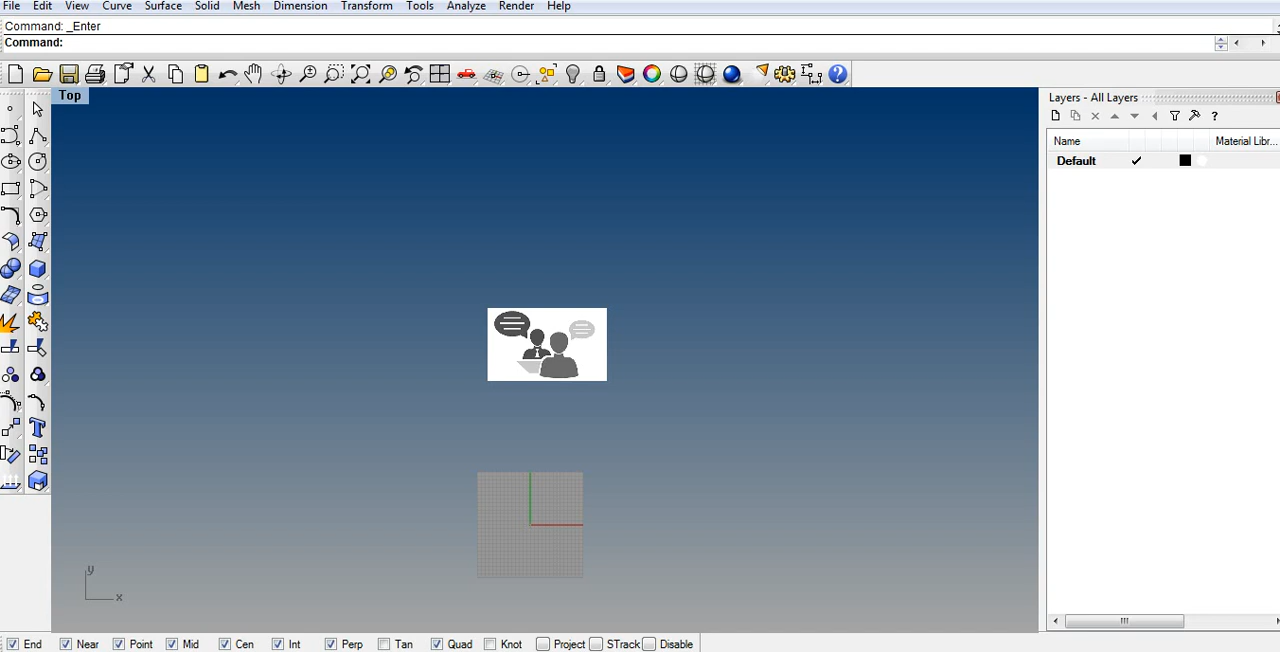 File Edit View Curve Surface Solid Mesh Dimension Transform Tools Analyze Render Help
Command: _Enter
Command:
Top
Layers - All Layers
Name Material Libr...
Default
y
x
End Near Point Mid Cen Int Perp Tan Quad Knot Project STrack Disable